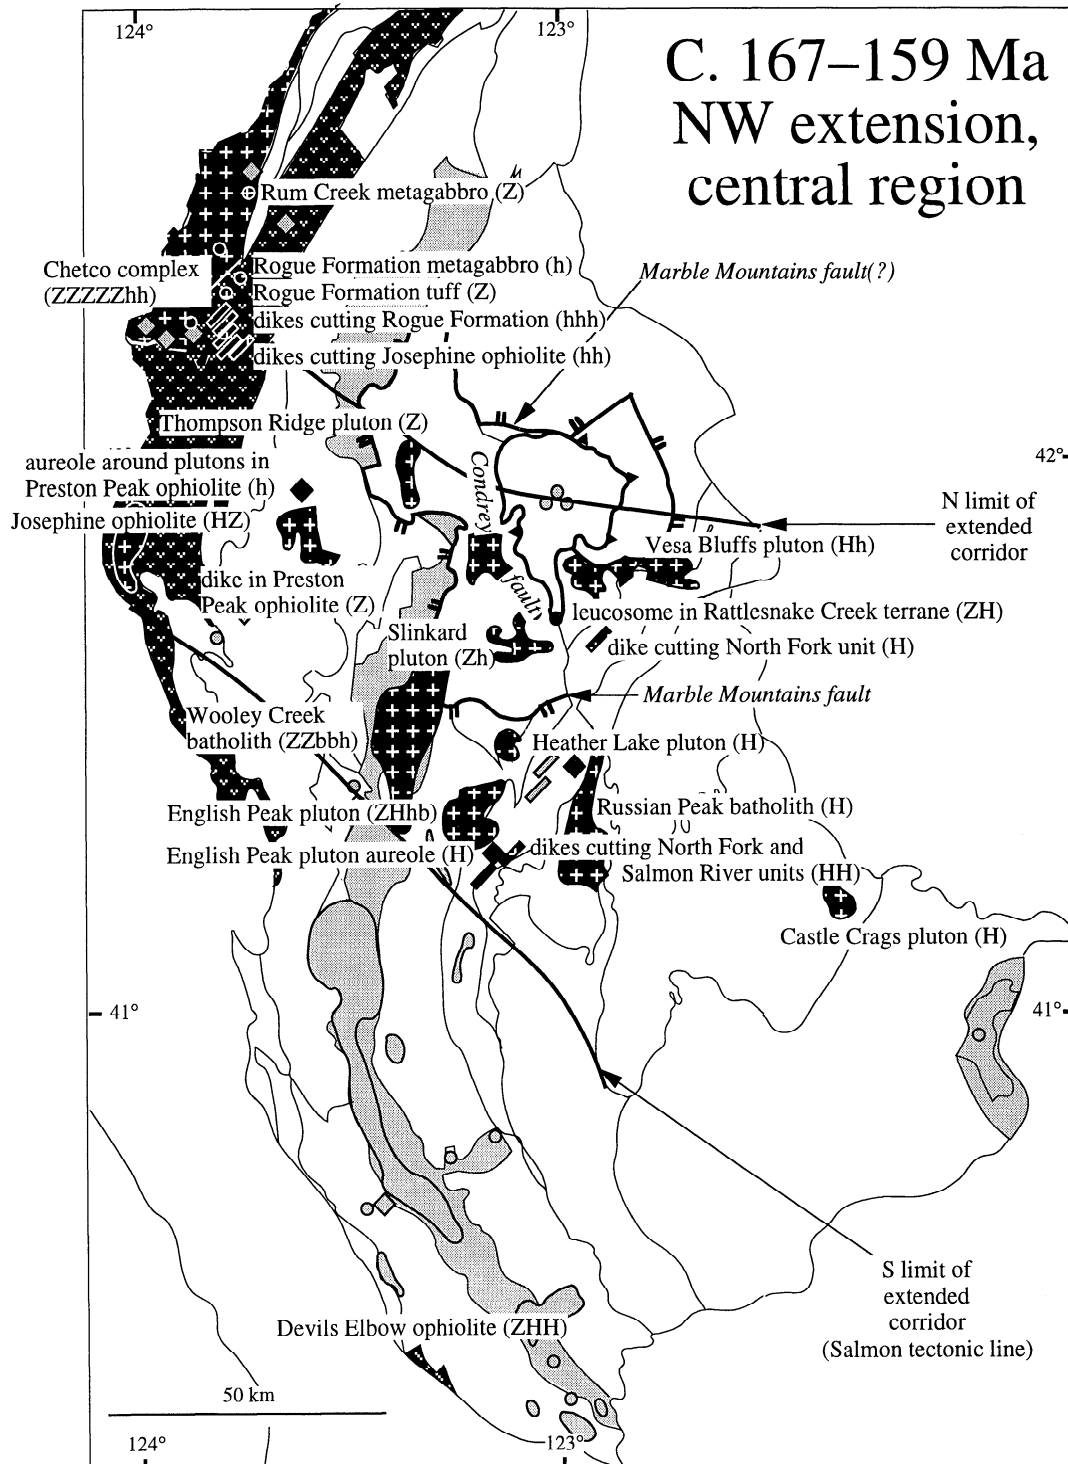 124°
123°
C. 167–159 Ma
NW extension,
central region
Rum Creek metagabbro (Z)
Chetco complex
(ZZZZZhh)
Rogue Formation metagabbro (h)
Rogue Formation tuff (Z)
dikes cutting Rogue Formation (hhh)
dikes cutting Josephine ophiolite (hh)
Marble Mountains fault(?)
Thompson Ridge pluton (Z)
aureole around plutons in
Preston Peak ophiolite (h)
Josephine ophiolite (HZ)
Condrey
fault
42°
N limit of
extended
corridor
Vesa Bluffs pluton (Hh)
dike in Preston
Peak ophiolite (Z)
leucosome in Rattlesnake Creek terrane (ZH)
Slinkard
pluton (Zh)
dike cutting North Fork unit (H)
Marble Mountains fault
Wooley Creek
batholith (ZZbbh)
Heather Lake pluton (H)
English Peak pluton (ZHhb)
Russian Peak batholith (H)
English Peak pluton aureole (H)
dikes cutting North Fork and
Salmon River units (HH)
Castle Crags pluton (H)
41°
41°
S limit of
extended
corridor
(Salmon tectonic line)
Devils Elbow ophiolite (ZHH)
50 km
124°
123°